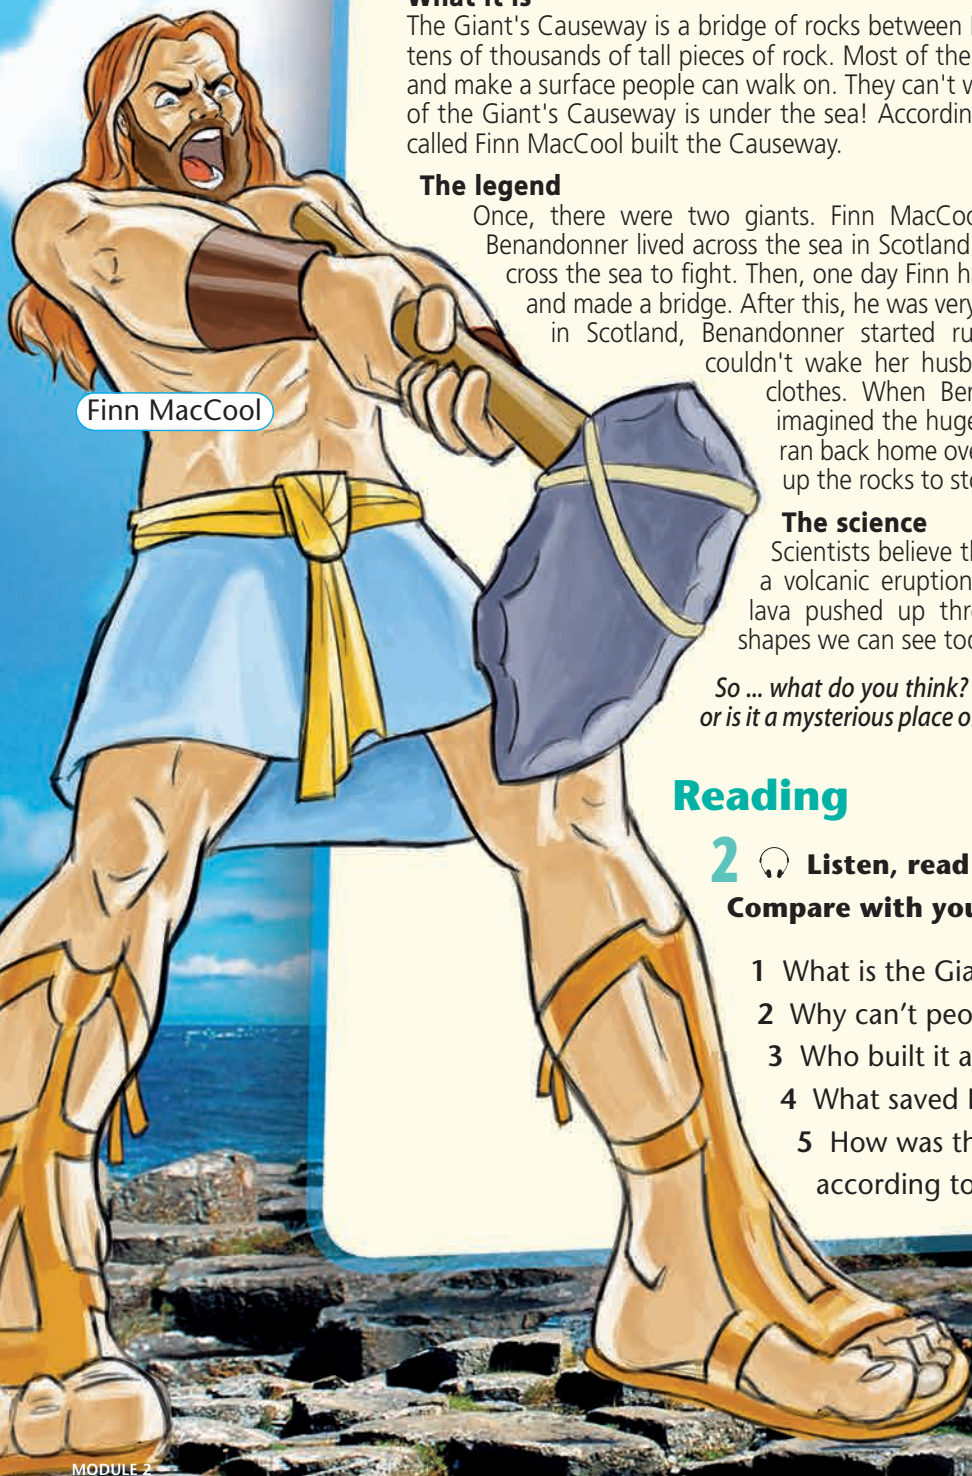 What it is
The Giant's Causeway is a bridge of rocks between
tens of thousands of tall pieces of rock. Most of the
and make a surface people can walk on. They can't
of the Giant's Causeway is under the sea! Accordin
called Finn MacCool built the Causeway.
The legend
Once, there were two giants. Finn MacCoo
Benandonner lived across the sea in Scotland
cross the sea to fight. Then, one day Finn h
and made a bridge. After this, he was very
in Scotland, Benandonner started ru
couldn't wake her husb
clothes. When Ben
imagined the huge
ran back home ove
up the rocks to st
Finn MacCool
The science
Scientists believe th
a volcanic eruption
lava pushed up thr
shapes we can see to
So ... what do you think?
or is it a mysterious place o
Reading
2 Listen, read
Compare with you
1 What is the Gia
2 Why can't peo
3 Who built it a
4 What saved
5 How was th
according to
MODULE 2